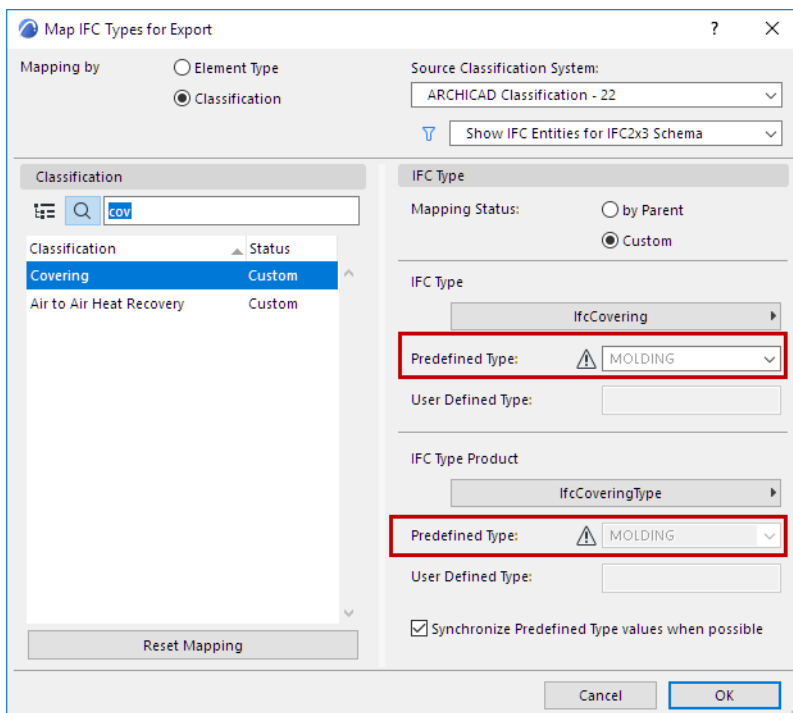 Map IFC Types for Export
?
Mapping by
Element Type
Classification
Source Classification System:
ARCHICAD Classification - 22
Show IFC Entities for IFC2x3 Schema
Classification
cov
Classification Status
Covering Custom
Air to Air Heat Recovery Custom
Reset Mapping
IFC Type
Mapping Status:
by Parent
Custom
IFC Type
IfcCovering
Predefined Type: MOLDING
User Defined Type:
IFC Type Product
IfcCoveringType
Predefined Type: MOLDING
User Defined Type:
Synchronize Predefined Type values when possible
Cancel
OK